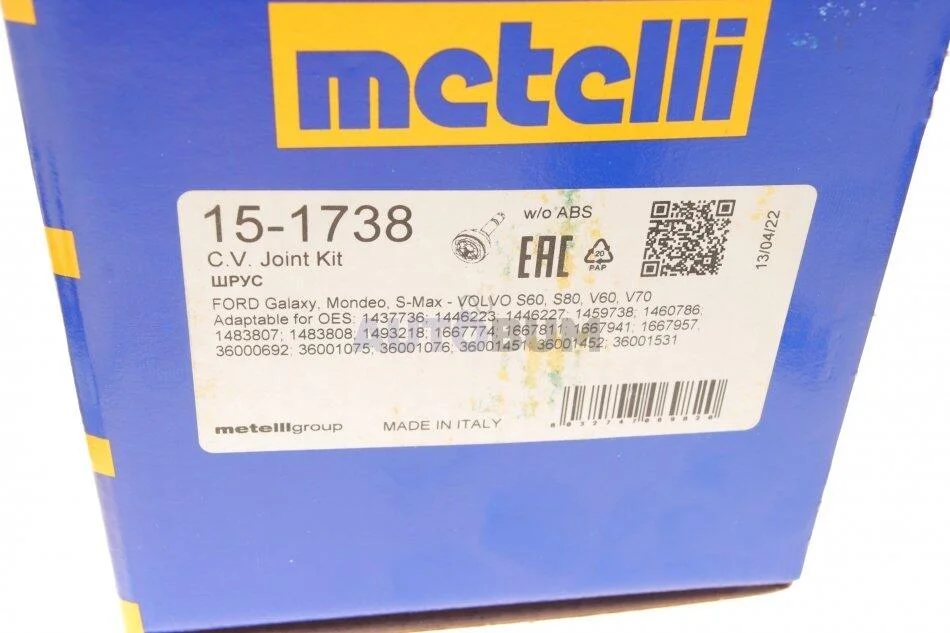 metelli
15-1738
w/o ABS
C.V. Joint Kit
ШРУС
EAC
20
PAP
13/04/22
FORD Galaxy, Mondeo, S-Max - VOLVO S60, S80, V60, V70
Adaptable for OES: 1437736; 1446223; 1446227; 1459738; 1460786;
1483807; 1483808; 1493218; 1667774; 1667811; 1667941; 1667957,
36000692; 36001075; 36001076; 36001451; 36001452; 36001531
metelligroup
MADE IN ITALY